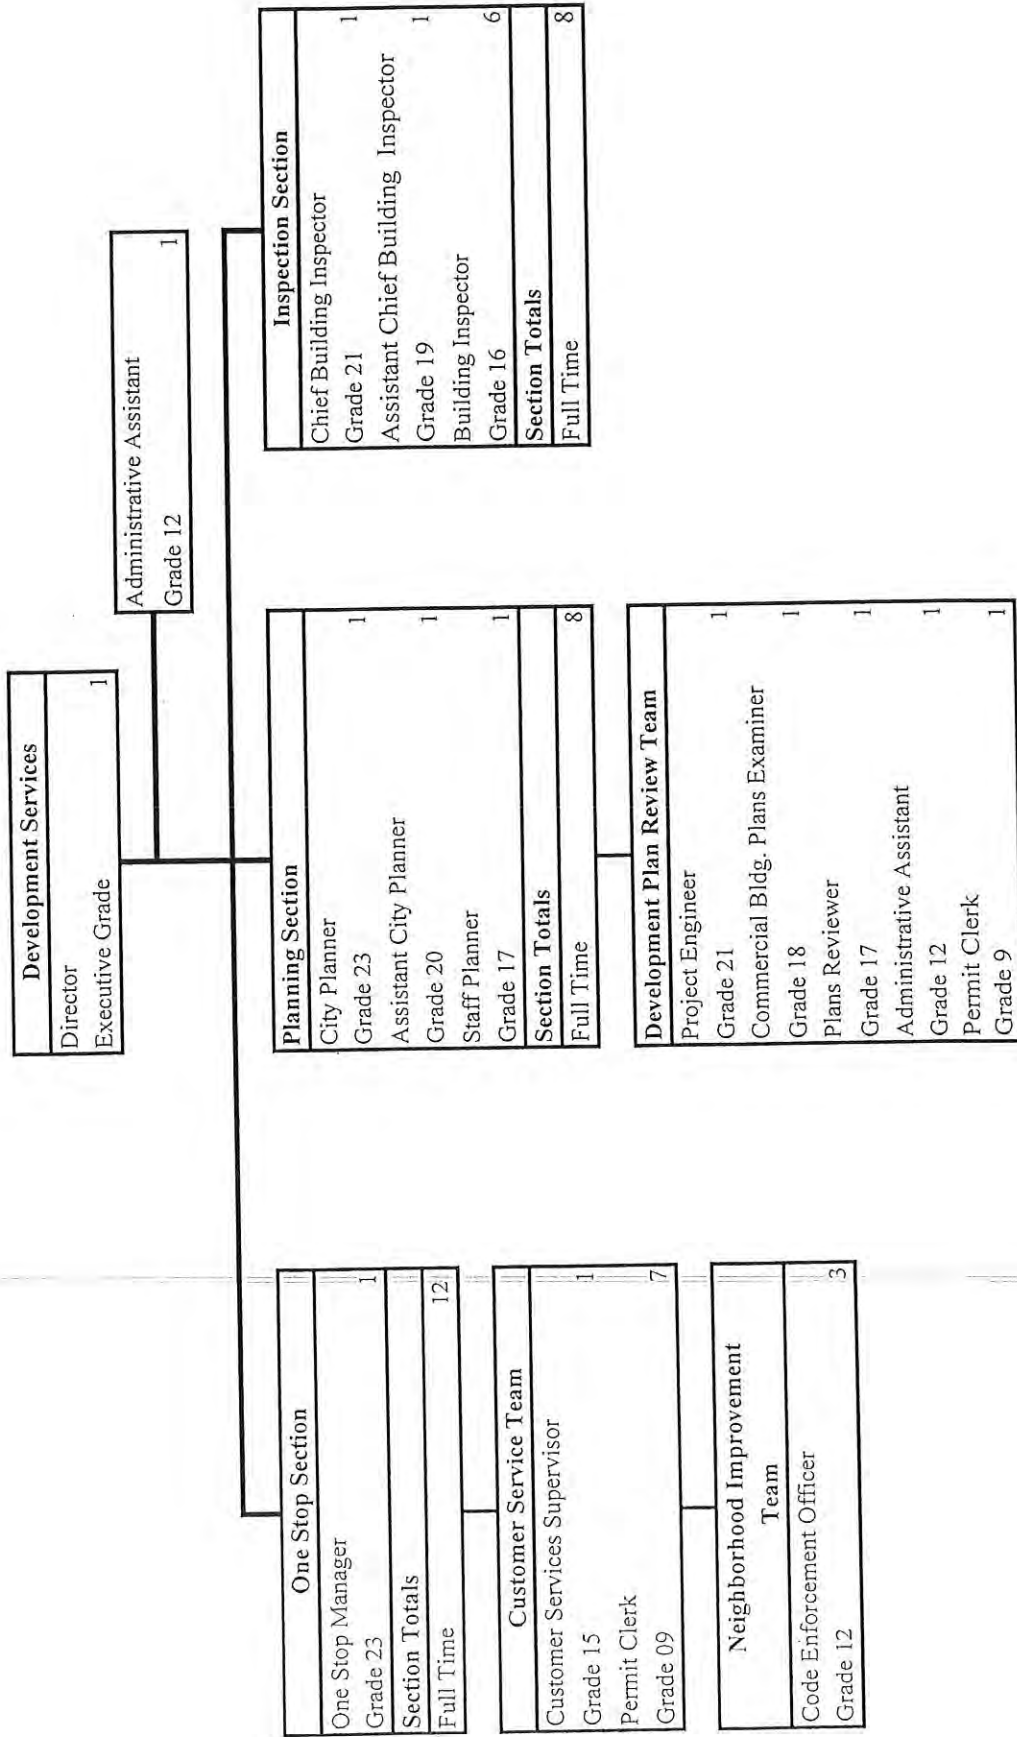 Development Services
Director
Executive Grade 1
Administrative Assistant
Grade 12 1
One Stop Section
One Stop Manager
Grade 23 1
Section Totals
Full Time 12
Customer Service Team
Customer Services Supervisor
Grade 15 1
Permit Clerk
Grade 09 7
Neighborhood Improvement
Team
Code Enforcement Officer
Grade 12 3
Planning Section
City Planner
Grade 23 1
Assistant City Planner
Grade 20 1
Staff Planner
Grade 17 1
Section Totals
Full Time 8
Development Plan Review Team
Project Engineer
Grade 21 1
Commercial Bldg. Plans Examiner
Grade 18 1
Plans Reviewer
Grade 17 1
Administrative Assistant
Grade 12 1
Permit Clerk
Grade 9 1
Inspection Section
Chief Building Inspector
Grade 21 1
Assistant Chief Building Inspector
Grade 19 1
Building Inspector
Grade 16 6
Section Totals
Full Time 8